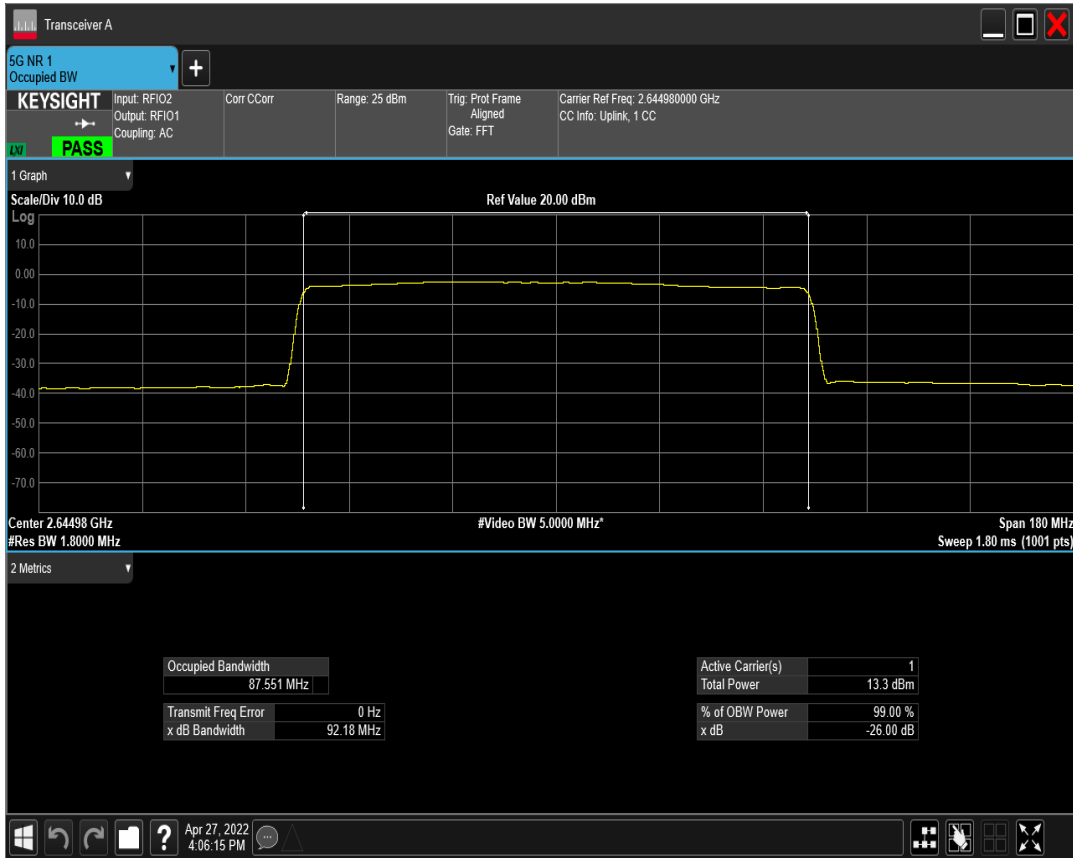 Transceiver A
5G NR 1
Occupied BW
+
KEYSIGHT
LXI
PASS
Input: RFIO2
Output: RFIO1
Coupling: AC
Corr CCorr
Range: 25 dBm
Trig: Prot Frame
Aligned
Gate: FFT
Carrier Ref Freq: 2.644980000 GHz
CC Info: Uplink, 1 CC
1 Graph
Scale/Div 10.0 dB
Ref Value 20.00 dBm
Log
10.0
0.00
-10.0
-20.0
-30.0
-40.0
-50.0
-60.0
-70.0
Center 2.64498 GHz
#Video BW 5.0000 MHz*
Span 180 MHz
#Res BW 1.8000 MHz
Sweep 1.80 ms (1001 pts)
2 Metrics
Occupied Bandwidth
87.551 MHz
Transmit Freq Error 0 Hz
x dB Bandwidth 92.18 MHz
Active Carrier(s) 1
Total Power 13.3 dBm
% of OBW Power 99.00 %
x dB -26.00 dB
?
Apr 27, 2022
4:06:15 PM